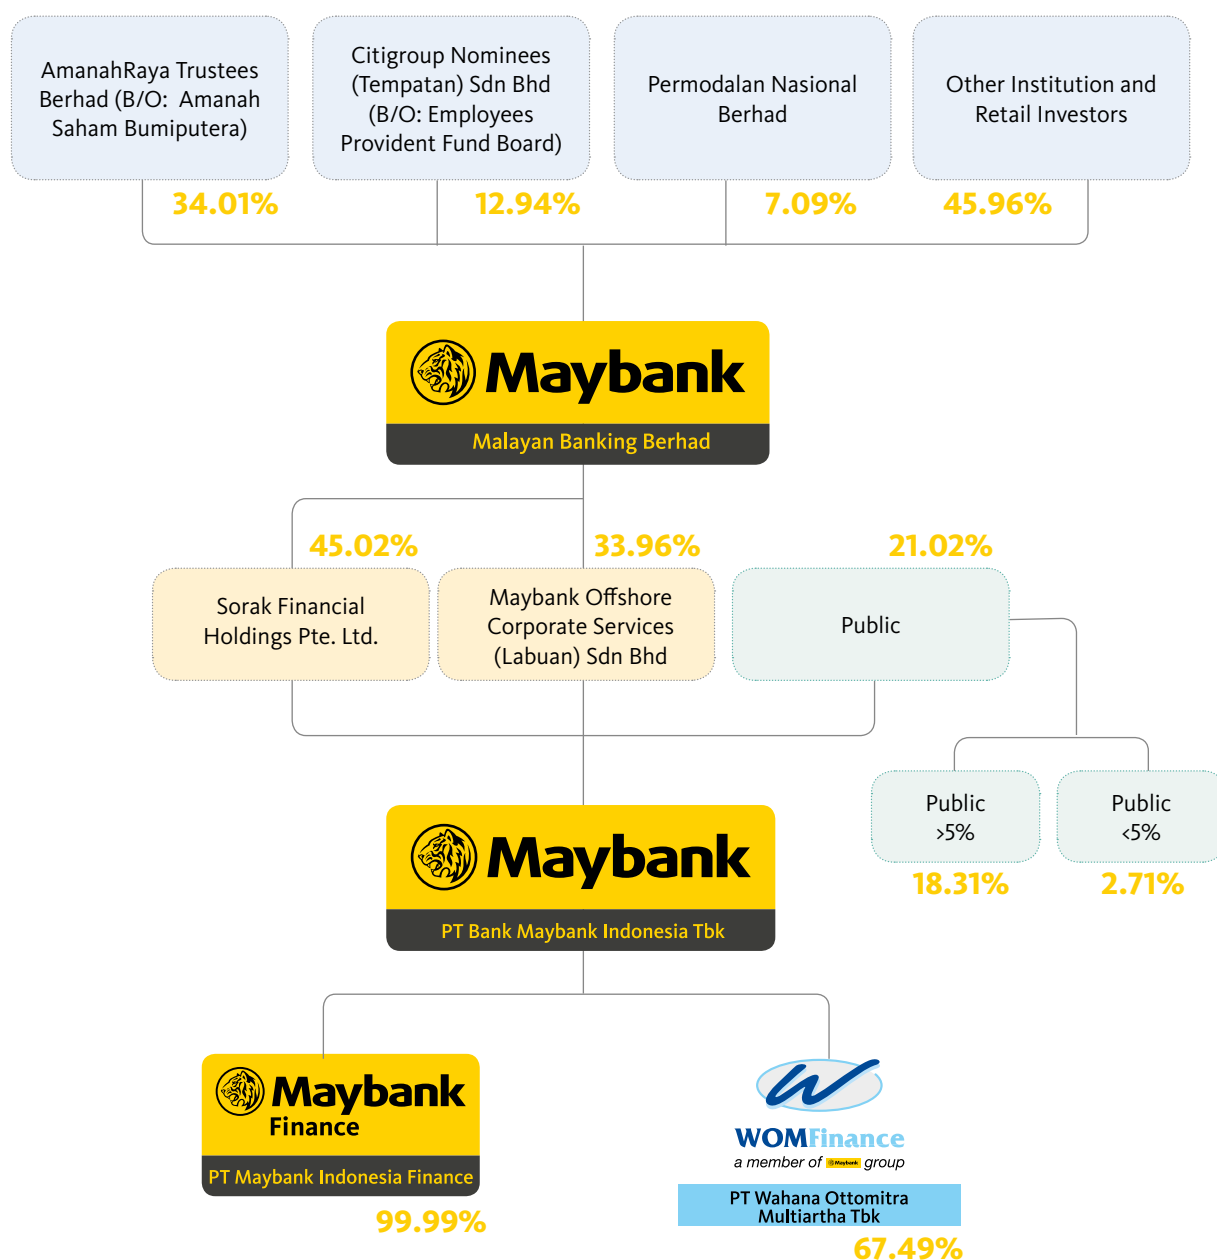 AmanahRaya Trustees
Berhad (B/O: Amanah
Saham Bumiputera)
Citigroup Nominees
(Tempatan) Sdn Bhd
(B/O: Employees
Provident Fund Board)
Permodalan Nasional
Berhad
Other Institution and
Retail Investors
34.01%
12.94%
7.09%
45.96%
Maybank
Malayan Banking Berhad
45.02%
33.96%
21.02%
Sorak Financial
Holdings Pte. Ltd.
Maybank Offshore
Corporate Services
(Labuan) Sdn Bhd
Public
Public
>5%
Public
<5%
18.31%
2.71%
Maybank
PT Bank Maybank Indonesia Tbk
Maybank
Finance
PT Maybank Indonesia Finance
99.99%
W
WOMFinance
a member of Maybank group
PT Wahana Ottomitra
Multiartha Tbk
67.49%